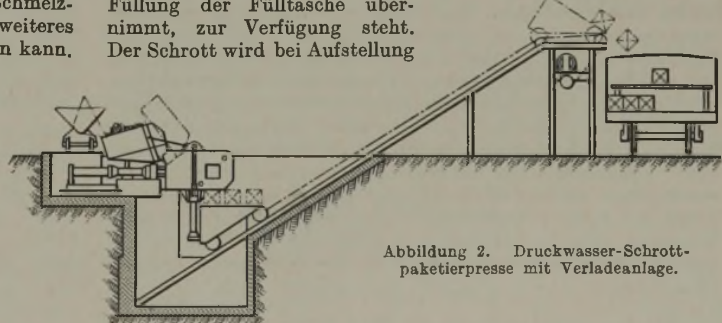 Schmelz-
weiteres
n kann.
Füllung der Fülltasche über-
nimmt, zur Verfügung steht.
Der Schrott wird bei Aufstellung
Abbildung 2. Druckwasser-Schrott-
paketierpresse mit Verladeanlage.